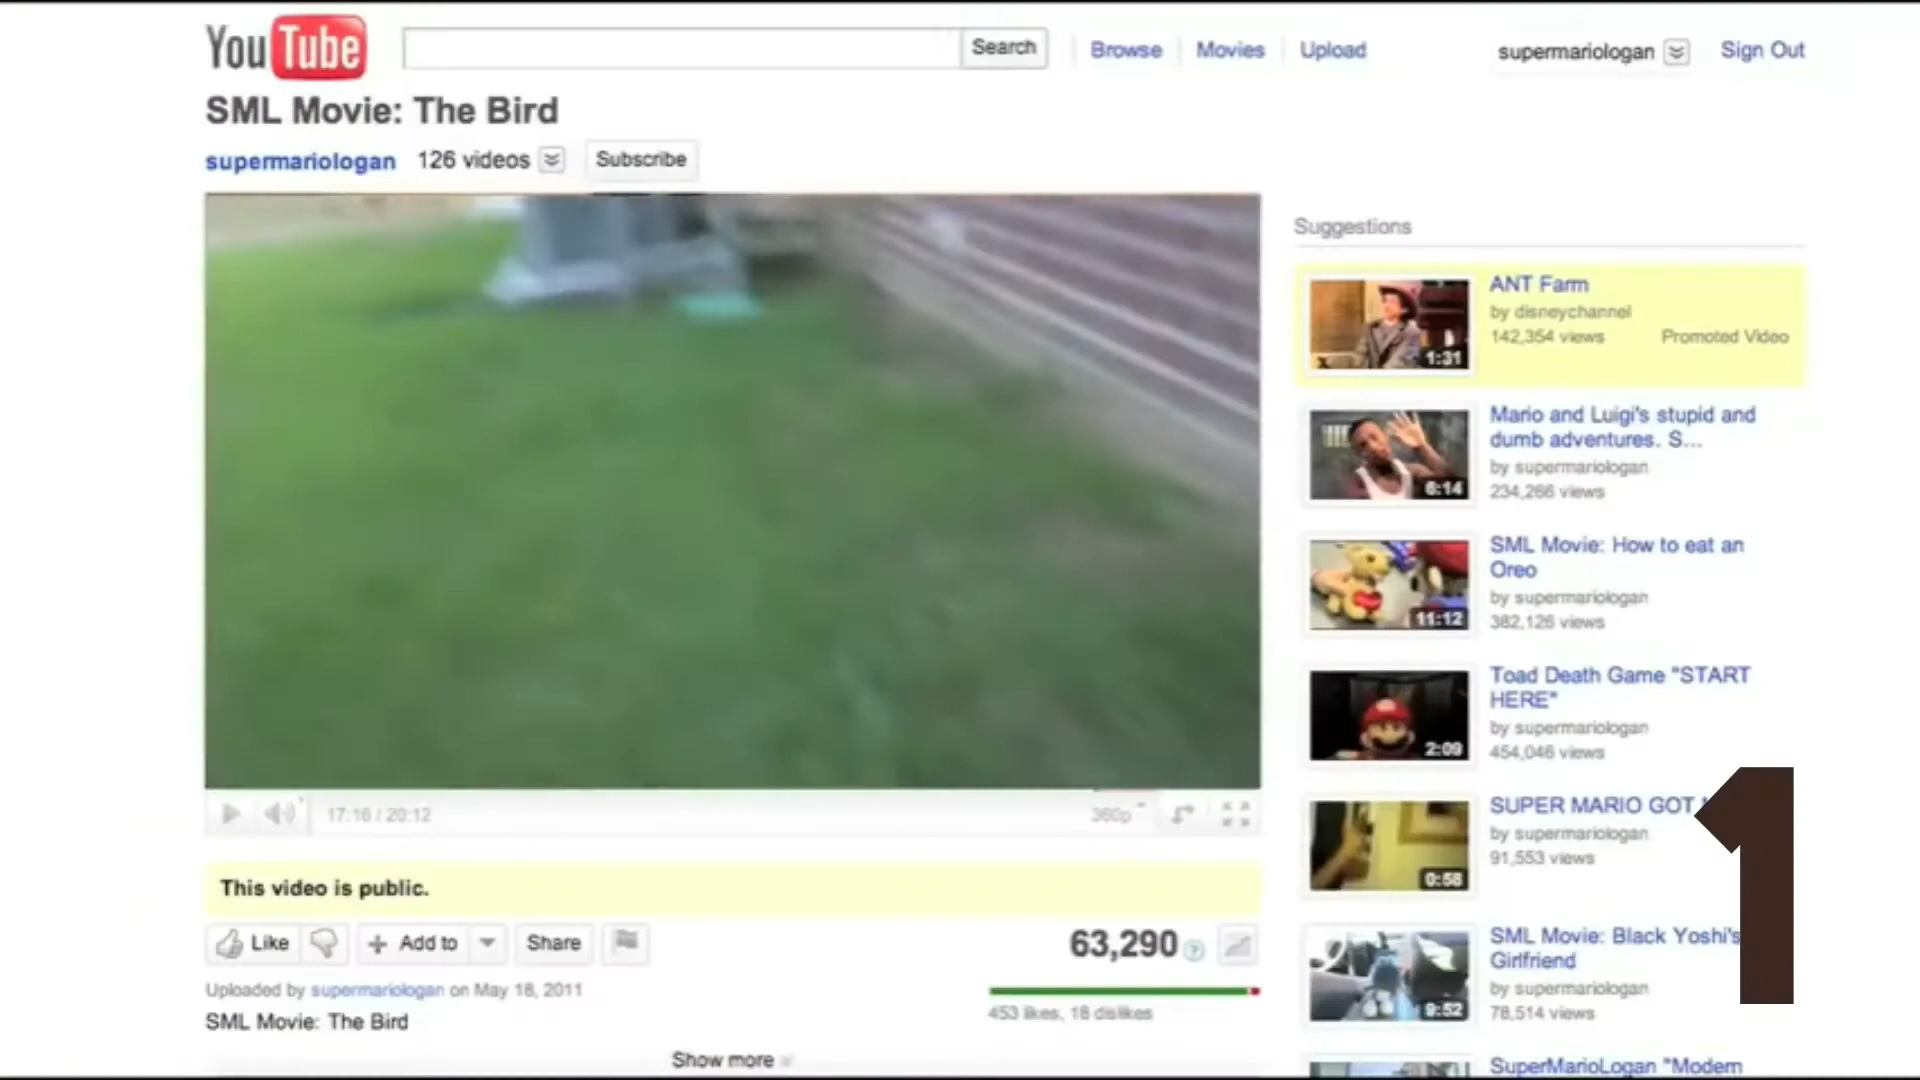 YouTube
Search
Browse
Movies
Upload
supermariologan
Sign Out
SML Movie: The Bird
supermariologan
126 videos
Subscribe
17:16 / 20:12
360p
This video is public.
Like
+ Add to
Share
63,290
Uploaded by supermariologan on May 18, 2011
453 likes, 18 dislikes
SML Movie: The Bird
Show more
Suggestions
1:31
ANT Farm
by disneychannel
142,354 views
Promoted Video
6:14
Mario and Luigi's stupid and
dumb adventures. S...
by supermariologan
234,266 views
11:12
SML Movie: How to eat an
Oreo
by supermariologan
382,126 views
2:09
Toad Death Game "START
HERE"
by supermariologan
454,046 views
0:58
SUPER MARIO GOT
by supermariologan
91,553 views
9:52
SML Movie: Black Yoshi's
Girlfriend
by supermariologan
78,514 views
SuperMarioLogan "Modern
1